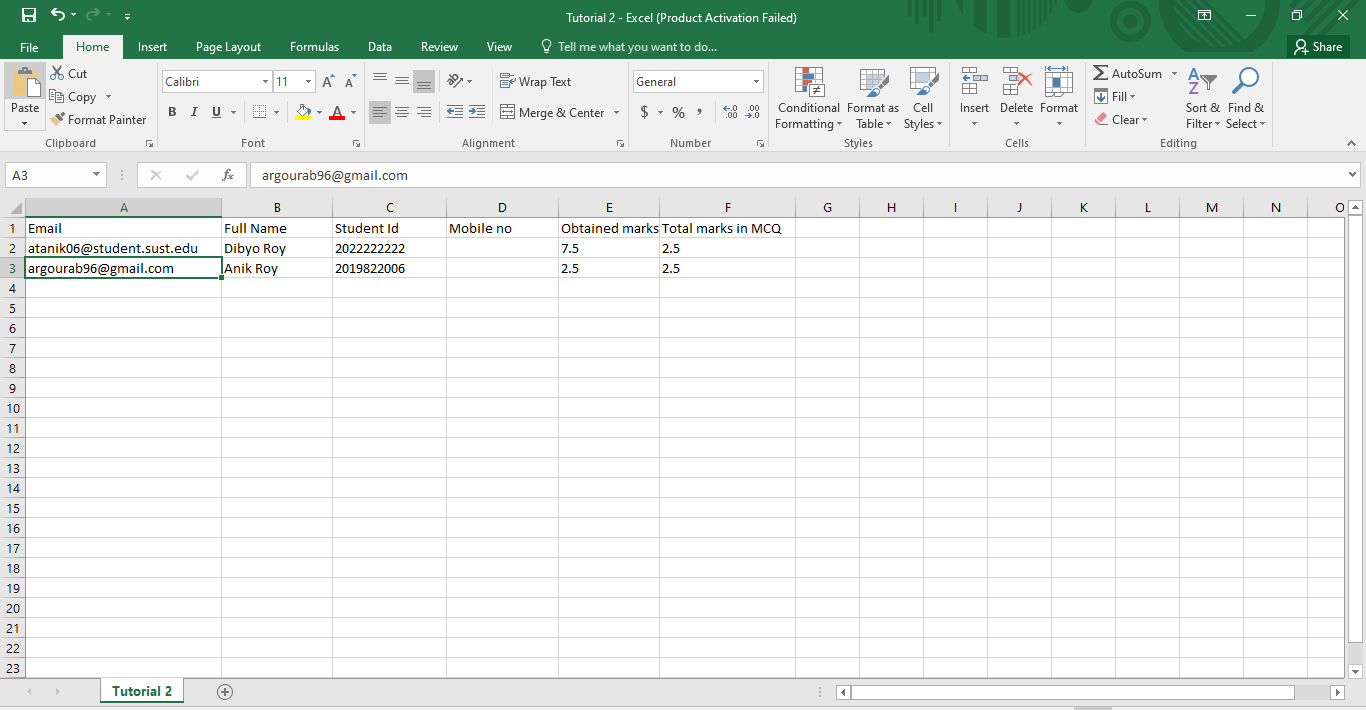 Tutorial 2 - Excel (Product Activation Failed)
File Home Insert Page Layout Formulas Data Review View Tell me what you want to do... Share
Paste Cut Copy Format Painter Clipboard
Calibri 11 A A B I U A Font
Wrap Text Merge & Center Alignment
General $ % , .00 .0 Number
Conditional Formatting Format as Table Cell Styles Styles
Insert Delete Format Cells
AutoSum Fill Clear Sort & Filter Find & Select Editing
A3 fx argourab96@gmail.com
A B C D E F G H I J K L M N O
1 Email Full Name Student Id Mobile no Obtained marks Total marks in MCQ
2 atanik06@student.sust.edu Dibyo Roy 2022222222 7.5 2.5
3 argourab96@gmail.com Anik Roy 2019822006 2.5 2.5
4
5
6
7
8
9
10
11
12
13
14
15
16
17
18
19
20
21
22
23
Tutorial 2